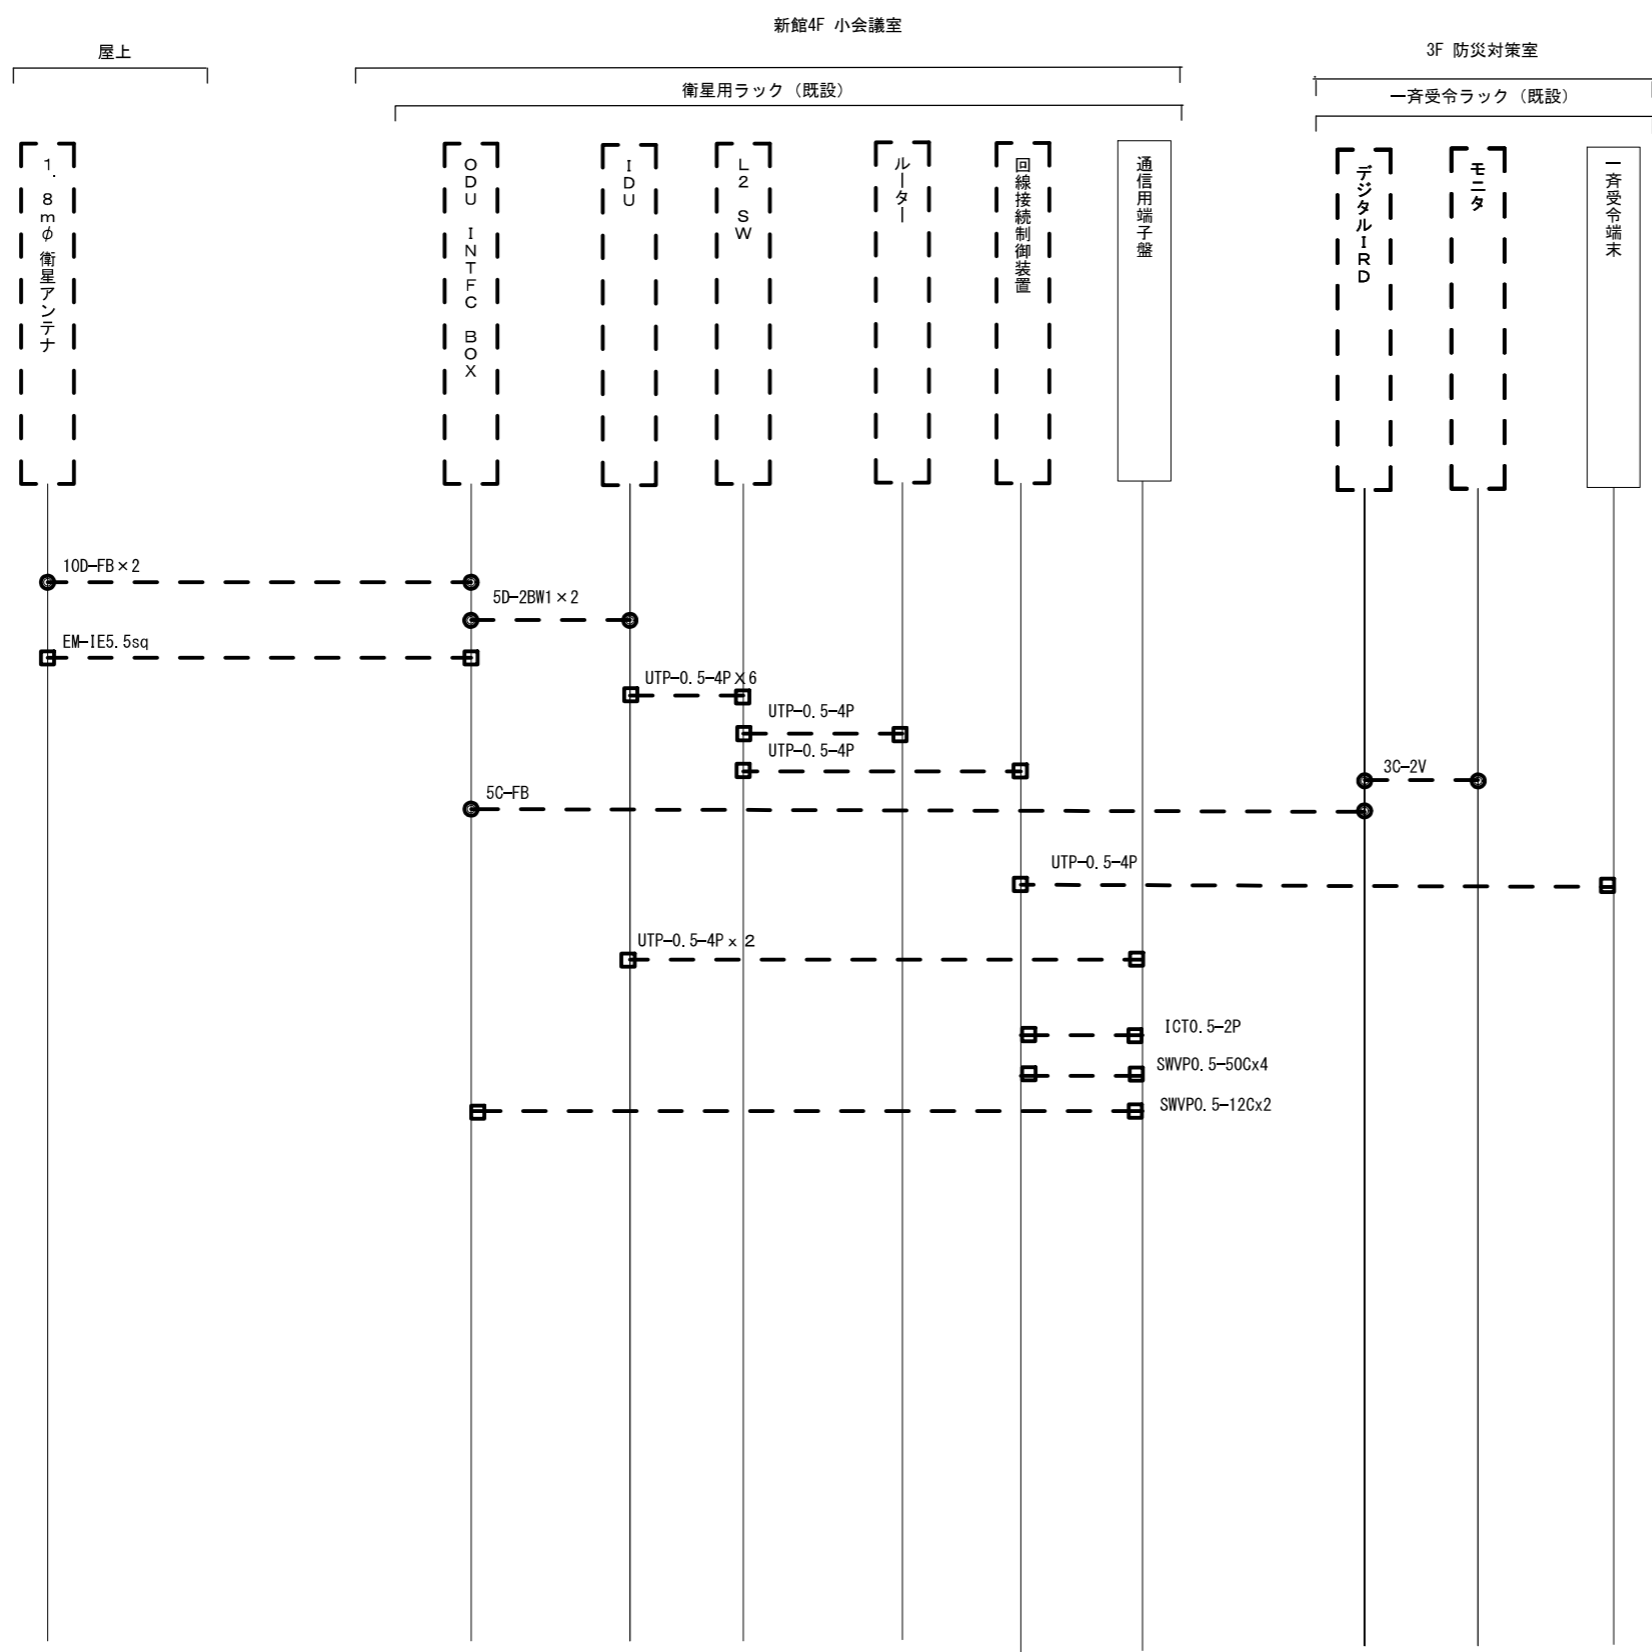 新館4F 小会議室
屋上
3F 防災対策室
衛星用ラック（既設）
一斉受令ラック（既設）
1.8mφ 衛星アンテナ
ODU INTFC BOX
IDU
L2 SW
ルーター
回線接続制御装置
通信用端子盤
デジタルIRD
モニタ
一斉受令端末
10D-FB×2
5D-2BW1×2
EM-IE5.5sq
UTP-0.5-4P×6
UTP-0.5-4P
UTP-0.5-4P
3C-2V
5C-FB
UTP-0.5-4P
UTP-0.5-4P×2
ICT0.5-2P
SWVP0.5-50Cx4
SWVP0.5-12Cx2